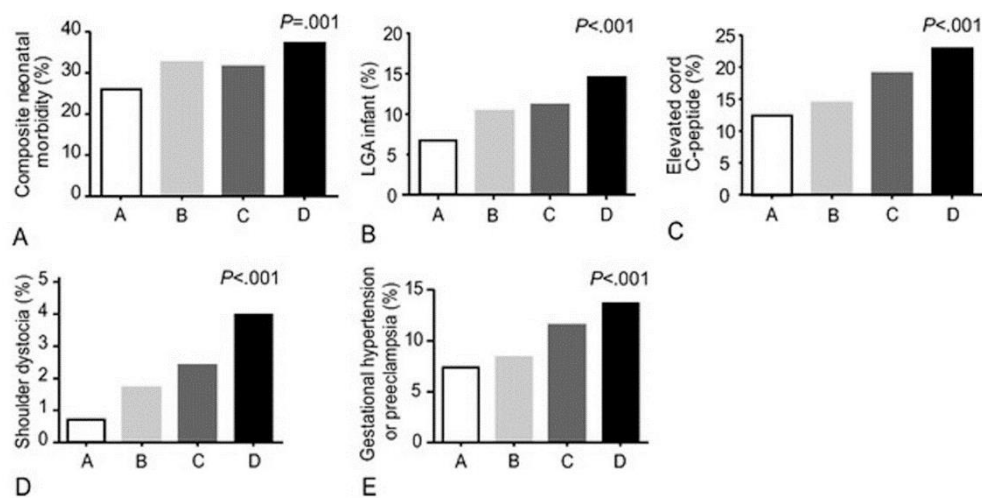 P=.001
Composite neonatal
morbidity (%)
40
30
20
10
0
A B C D
A
P<.001
LGA infant (%)
20
15
10
5
0
A B C D
B
P<.001
Elevated cord
C-peptide (%)
25
20
15
10
5
0
A B C D
C
P<.001
Shoulder dystocia (%)
5
4
3
2
1
0
A B C D
D
P<.001
Gestational hypertension
or preeclampsia (%)
15
10
5
0
A B C D
E